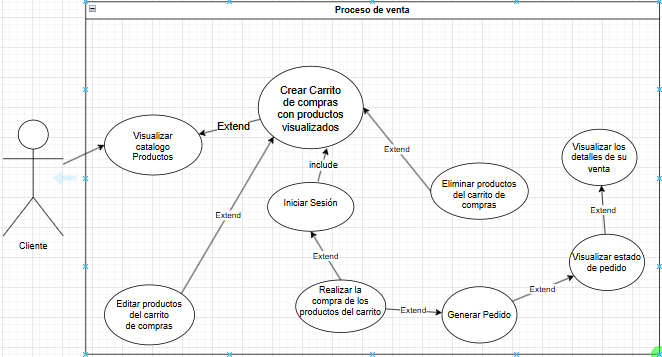 Proceso de venta
Crear Carrito
de compras
con productos
visualizados
Extend
Visualizar
catalogo
Productos
Extend
Visualizar los
detalles de su
venta
include
Eliminar productos
del carrito de
compras
Iniciar Sesión
Extend
Extend
Cliente
Extend
Visualizar estado
de pedido
Extend
Realizar la
compra de los
productos del carrito
Editar productos
del carrito
de compras
Extend
Generar Pedido